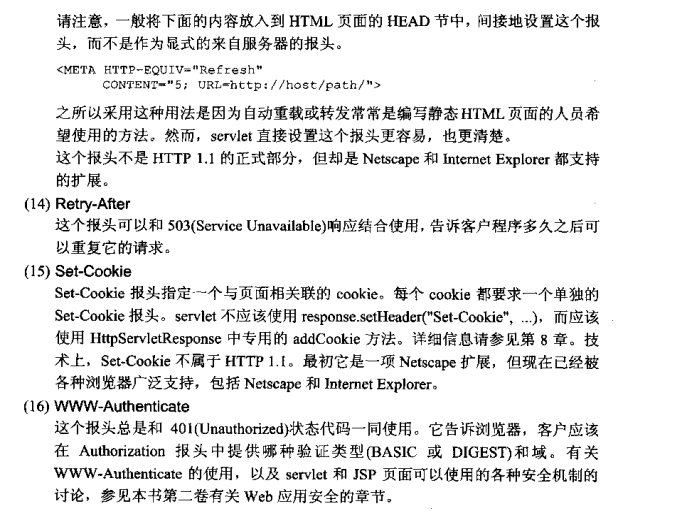 请注意，一般将下面的内容放入到 HTML 页面的 HEAD 节中，间接地设置这个报
头，而不是作为显式的来自服务器的报头。
<META HTTP-EQUIV="Refresh"
CONTENT="5; URL=http://host/path/">
之所以采用这种用法是因为自动重载或转发常常是编写静态 HTML 页面的人员希
望使用的方法。然而，servlet 直接设置这个报头更容易，也更清楚。
这个报头不是 HTTP 1.1 的正式部分，但却是 Netscape 和 Internet Explorer 都支持
的扩展。
(14) Retry-After
这个报头可以和 503(Service Unavailable)响应结合使用，告诉客户程序多久之后可
以重复它的请求。
(15) Set-Cookie
Set-Cookie 报头指定一个与页面相关联的 cookie。每个 cookie 都要求一个单独的
Set-Cookie 报头。servlet 不应该使用 response.setHeader("Set-Cookie", ...)，而应该
使用 HttpServletResponse 中专用的 addCookie 方法。详细信息请参见第 8 章。技
术上，Set-Cookie 不属于 HTTP 1.1。最初它是一项 Netscape 扩展，但现在已经被
各种浏览器广泛支持，包括 Netscape 和 Internet Explorer。
(16) WWW-Authenticate
这个报头总是和 401(Unauthorized)状态代码一同使用。它告诉浏览器，客户应该
在 Authorization 报头中提供哪种验证类型(BASIC 或 DIGEST)和域。有关
WWW-Authenticate 的使用，以及 servlet 和 JSP 页面可以使用的各种安全机制的
讨论，参见本书第二卷有关 Web 应用安全的章节。